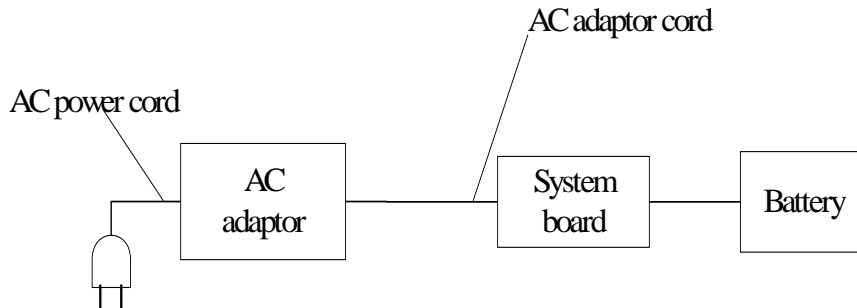 AC adaptor cord
AC power cord
AC
adaptor
System
board
Battery